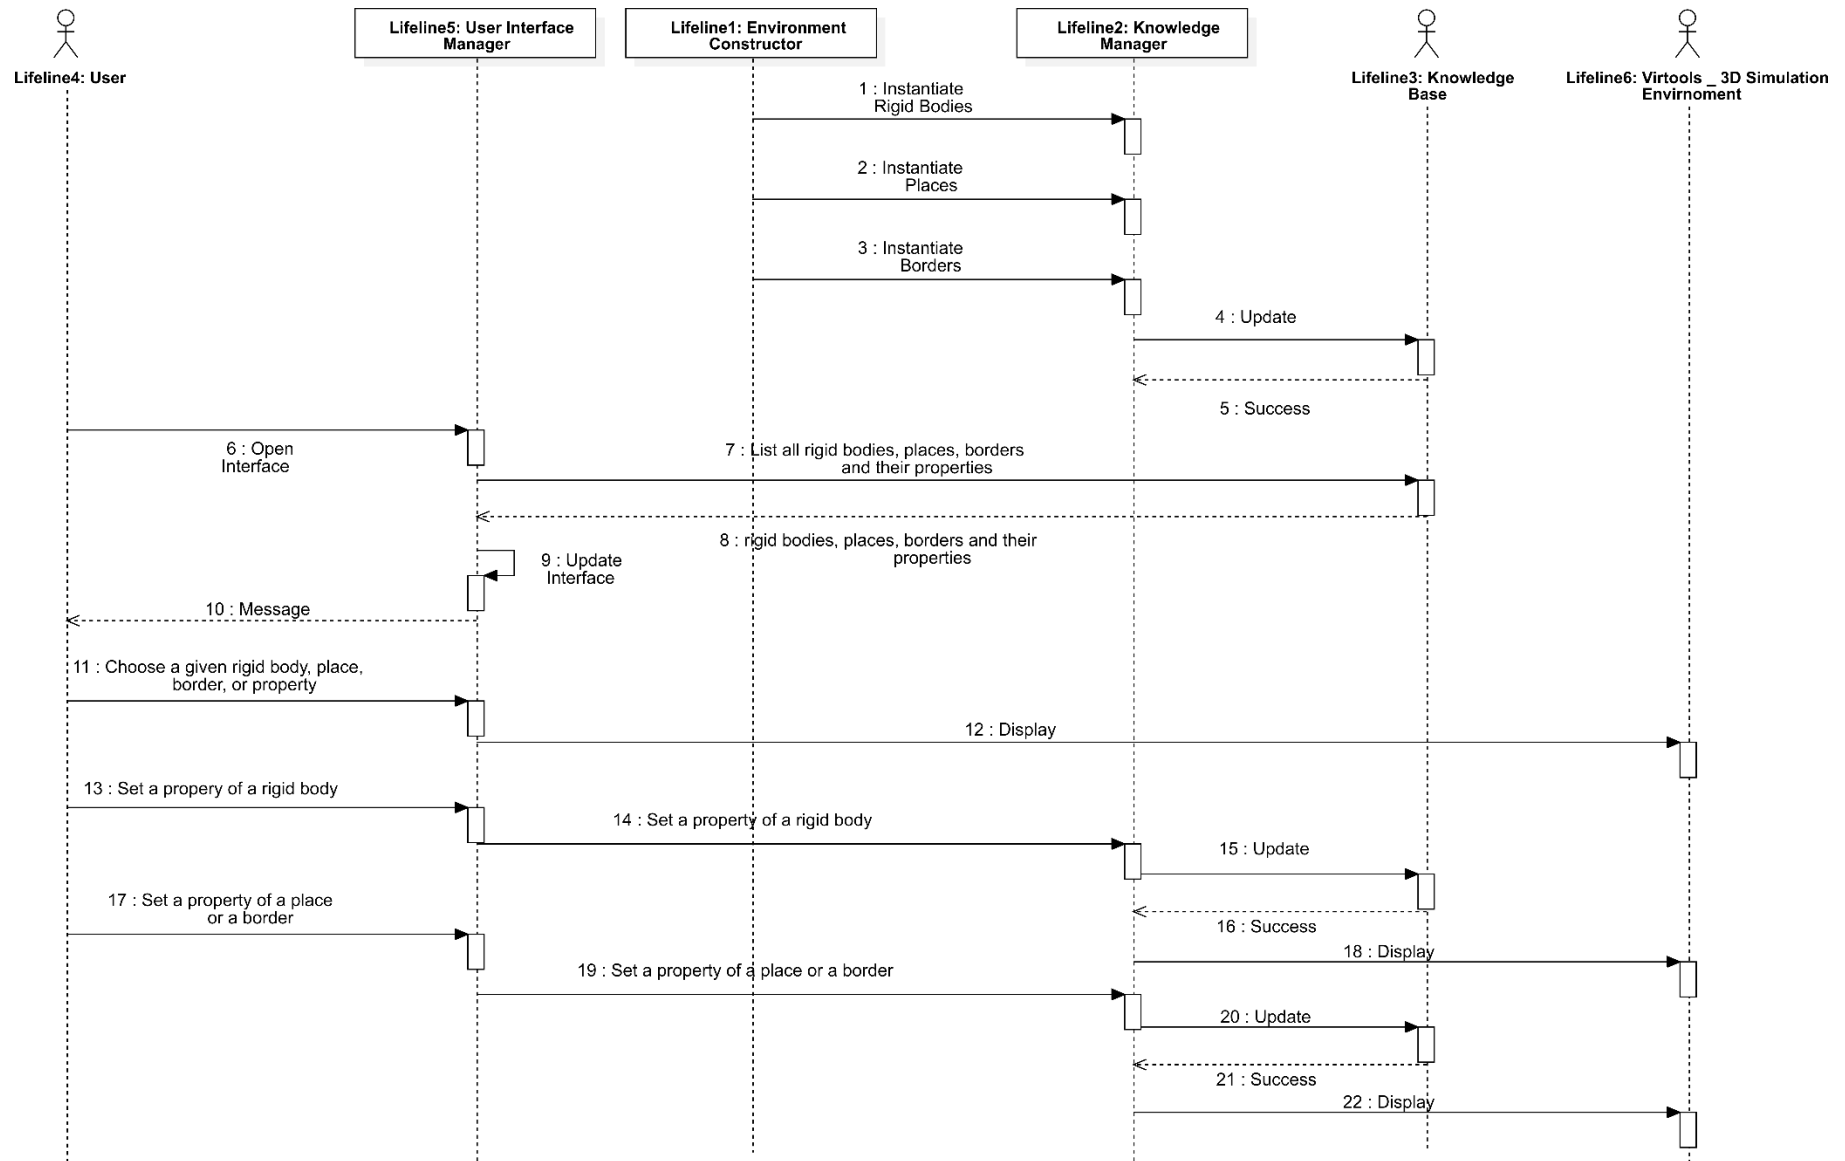 Lifeline4: User
Lifeline5: User Interface
Manager
Lifeline1: Environment
Constructor
Lifeline2: Knowledge
Manager
Lifeline3: Knowledge
Base
Lifeline6: Virtools _ 3D Simulation
Envirnoment
1 : Instantiate
Rigid Bodies
2 : Instantiate
Places
3 : Instantiate
Borders
4 : Update
5 : Success
6 : Open
Interface
7 : List all rigid bodies, places, borders
and their properties
8 : rigid bodies, places, borders and their
properties
9 : Update
Interface
10 : Message
11 : Choose a given rigid body, place,
border, or property
12 : Display
13 : Set a propery of a rigid body
14 : Set a property of a rigid body
15 : Update
16 : Success
17 : Set a property of a place
or a border
18 : Display
19 : Set a property of a place or a border
20 : Update
21 : Success
22 : Display